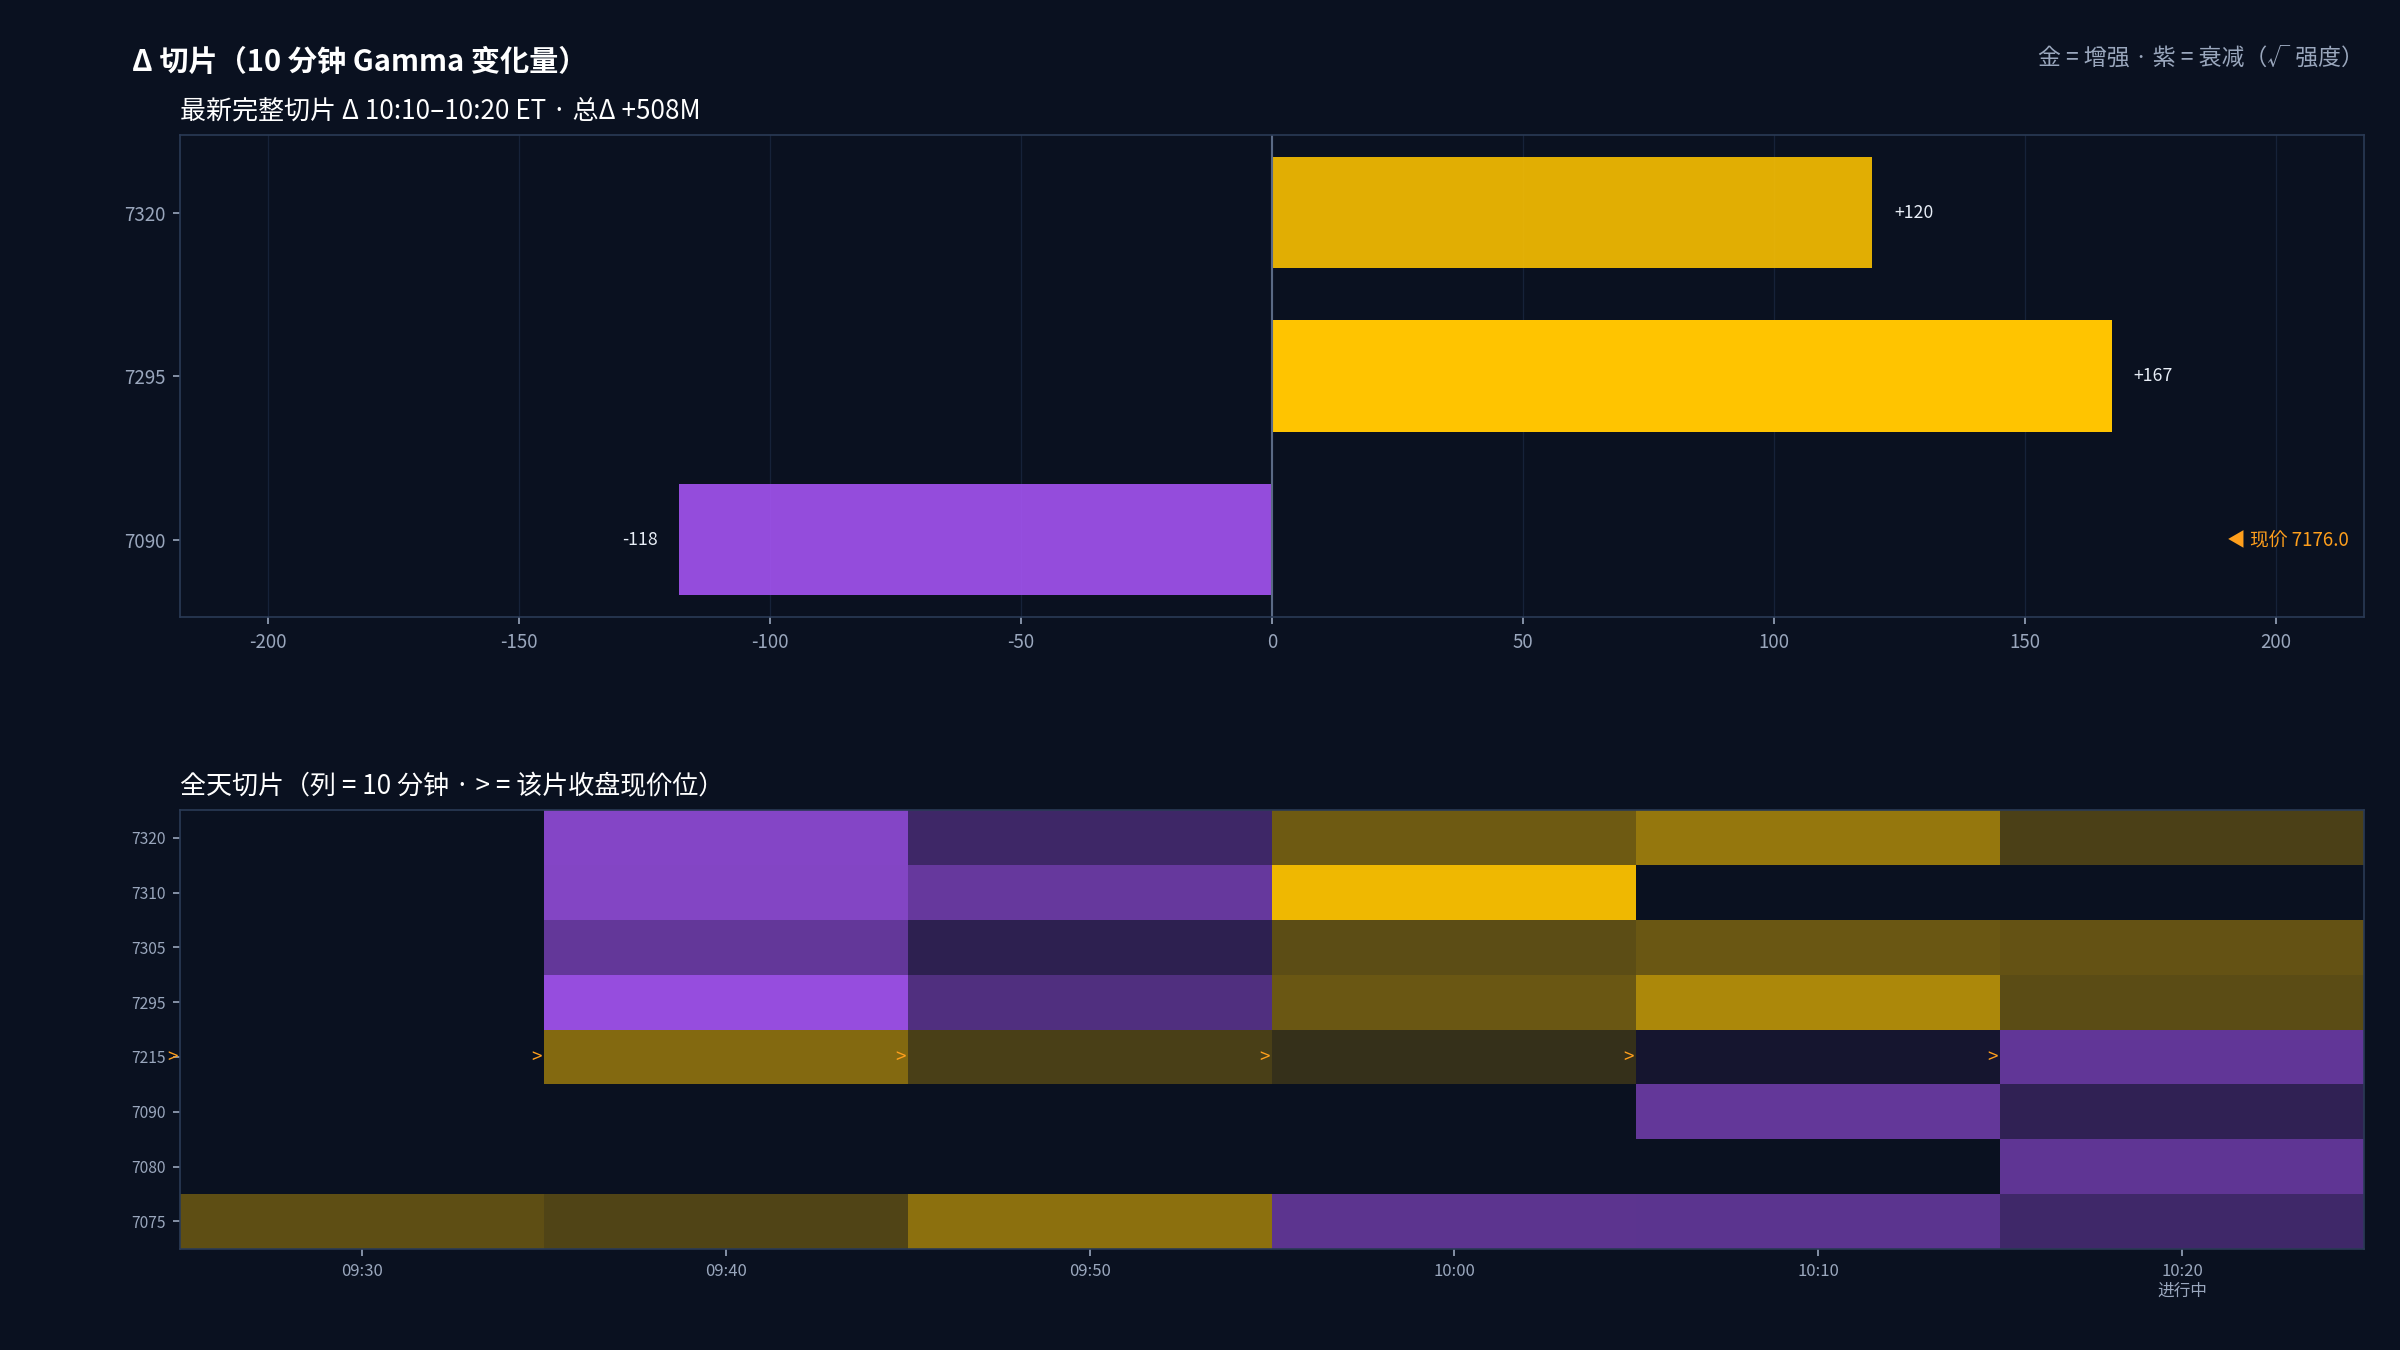 Δ 切片（10 分钟 Gamma 变化量）
金 = 增强 · 紫 = 衰减（√ 强度）
最新完整切片 Δ 10:10–10:20 ET · 总Δ +508M
7320
+120
7295
+167
7090
-118
◀ 现价 7176.0
-200 -150 -100 -50 0 50 100 150 200
全天切片（列 = 10 分钟 · > = 该片收盘现价位）
7320
7310
7305
7295
7215 > > > > > >
7090
7080
7075
09:30 09:40 09:50 10:00 10:10 10:20
进行中